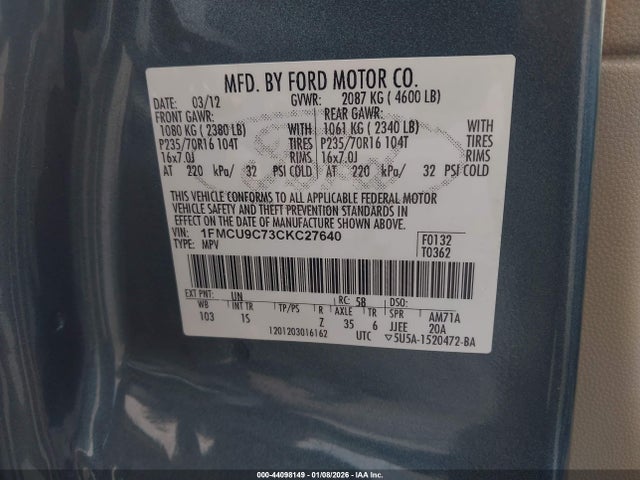 MFD. BY FORD MOTOR CO.
DATE: 03/12 GVWR: 2087 KG ( 4600 LB)
FRONT GAWR: REAR GAWR:
1080 KG ( 2380 LB) WITH 1061 KG ( 2340 LB) WITH
P235/70R16 104T TIRES P235/70R16 104T TIRES
16x7.0J RIMS 16x7.0J RIMS
AT 220 kPa/ 32 PSI COLD AT 220 kPa/ 32 PSI COLD
THIS VEHICLE CONFORMS TO ALL APPLICABLE FEDERAL MOTOR
VEHICLE SAFETY AND THEFT PREVENTION STANDARDS IN
EFFECT ON THE DATE OF MANUFACTURE SHOWN ABOVE.
VIN: 1FMCU9C73CKC27640 F0132
TYPE: MPV T0362
EXT PNT: UN RC: 5B DSO:
WB INT TR TP/PS R AXLE TR SPR AM71A
103 1S Z 35 6 JJEE 20A
1201203016162 UTC ▽5U5A-1520472-BA
000-44098149 - 01/08/2026 - IAA Inc.